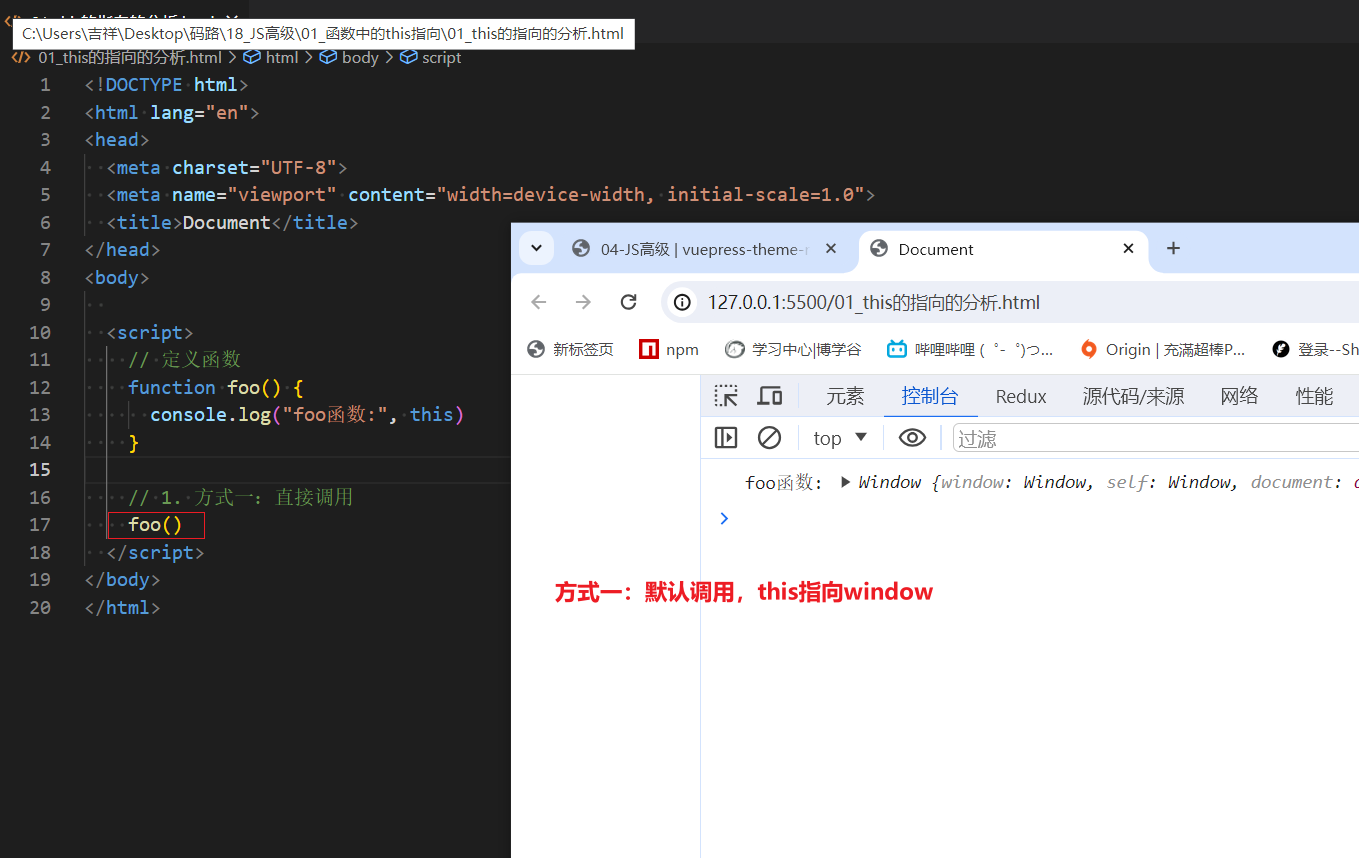 C:\Users\吉祥\Desktop\码路\18_JS高级\01_函数中的this指向\01_this的指向的分析.html
01_this的指向的分析.html > html > body > script
1 <!DOCTYPE html>
2 <html lang="en">
3 <head>
4 <meta charset="UTF-8">
5 <meta name="viewport" content="width=device-width, initial-scale=1.0">
6 <title>Document</title>
7 </head>
8 <body>
9
10 <script>
11 // 定义函数
12 function foo() {
13 console.log("foo函数:", this)
14 }
15
16 // 1. 方式一：直接调用
17 foo()
18 </script>
19 </body>
20 </html>
04-JS高级 | vuepress-theme-
Document
127.0.0.1:5500/01_this的指向的分析.html
新标签页 npm 学习中心|博学谷 哔哩哔哩 ( ゜- ゜)つ... Origin | 充满超棒P... 登录--Sh
元素 控制台 Redux 源代码/来源 网络 性能
top 过滤
foo函数: Window {window: Window, self: Window, document:
方式一：默认调用，this指向window